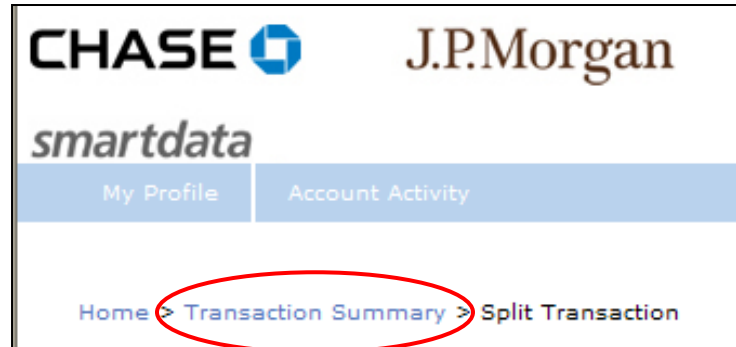 CHASE J.P.Morgan
smartdata
My Profile Account Activity
Home > Transaction Summary > Split Transaction